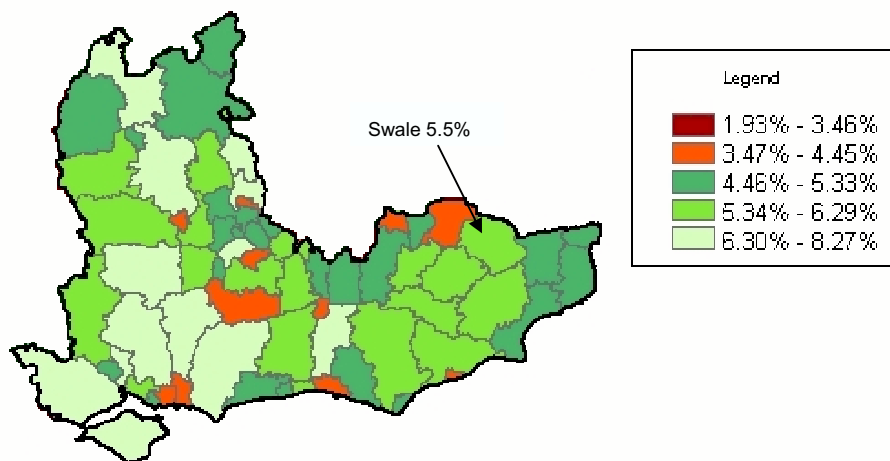 Swale 5.5%
Legend
1.93% - 3.46%
3.47% - 4.45%
4.46% - 5.33%
5.34% - 6.29%
6.30% - 8.27%